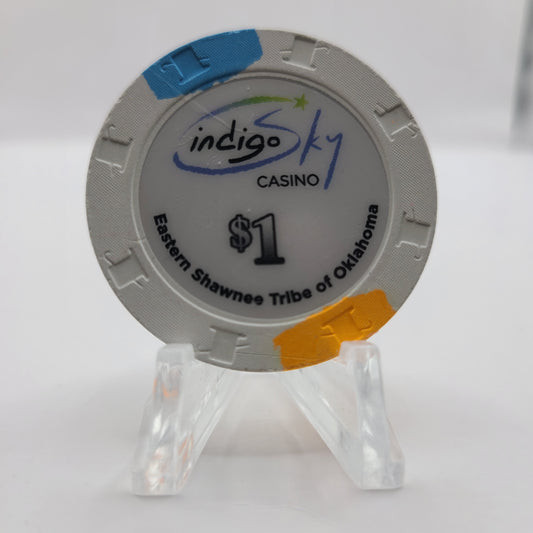 indigo Sky
CASINO
$1
Eastern Shawnee Tribe of Oklahoma